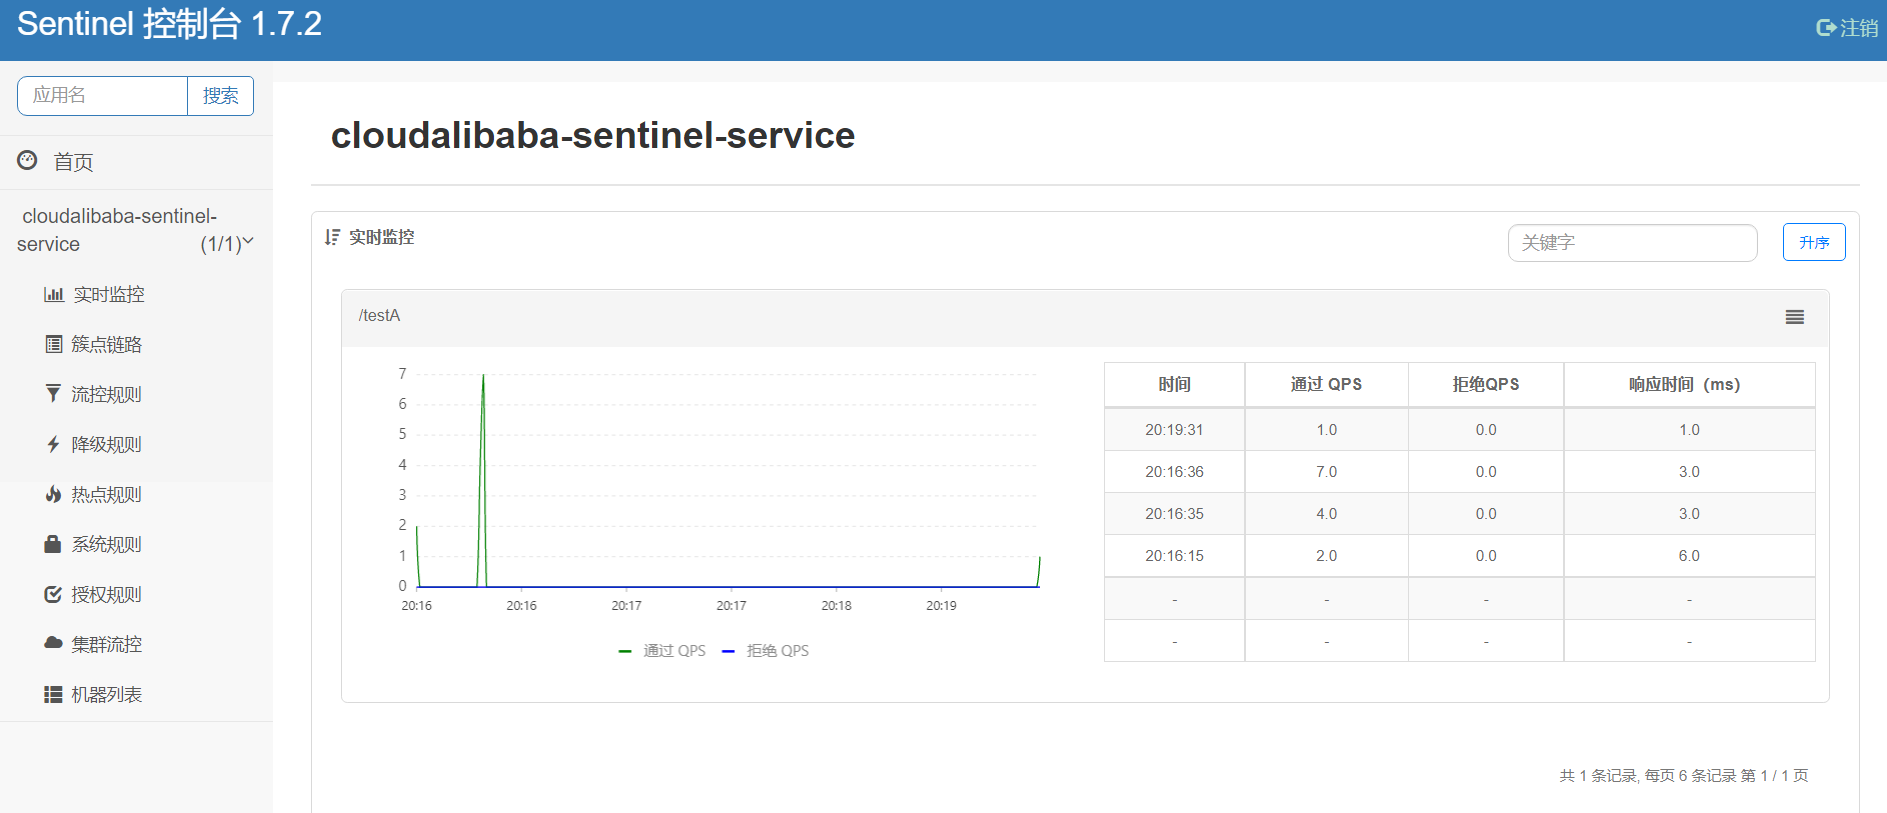 Sentinel 控制台 1.7.2
注销
应用名
搜索
首页
cloudalibaba-sentinel-
service (1/1)
实时监控
簇点链路
流控规则
降级规则
热点规则
系统规则
授权规则
集群流控
机器列表
cloudalibaba-sentinel-service
实时监控
关键字
升序
/testA
7
6
5
4
3
2
1
0
20:16 20:16 20:17 20:17 20:18 20:19
通过 QPS 拒绝 QPS
时间 通过 QPS 拒绝QPS 响应时间（ms）
20:19:31 1.0 0.0 1.0
20:16:36 7.0 0.0 3.0
20:16:35 4.0 0.0 3.0
20:16:15 2.0 0.0 6.0
- - - -
- - - -
共 1 条记录, 每页 6 条记录 第 1 / 1 页